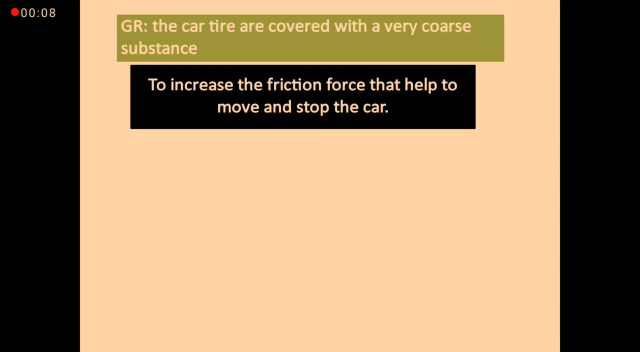 00:08
GR: the car tire are covered with a very coarse
substance
To increase the friction force that help to
move and stop the car.